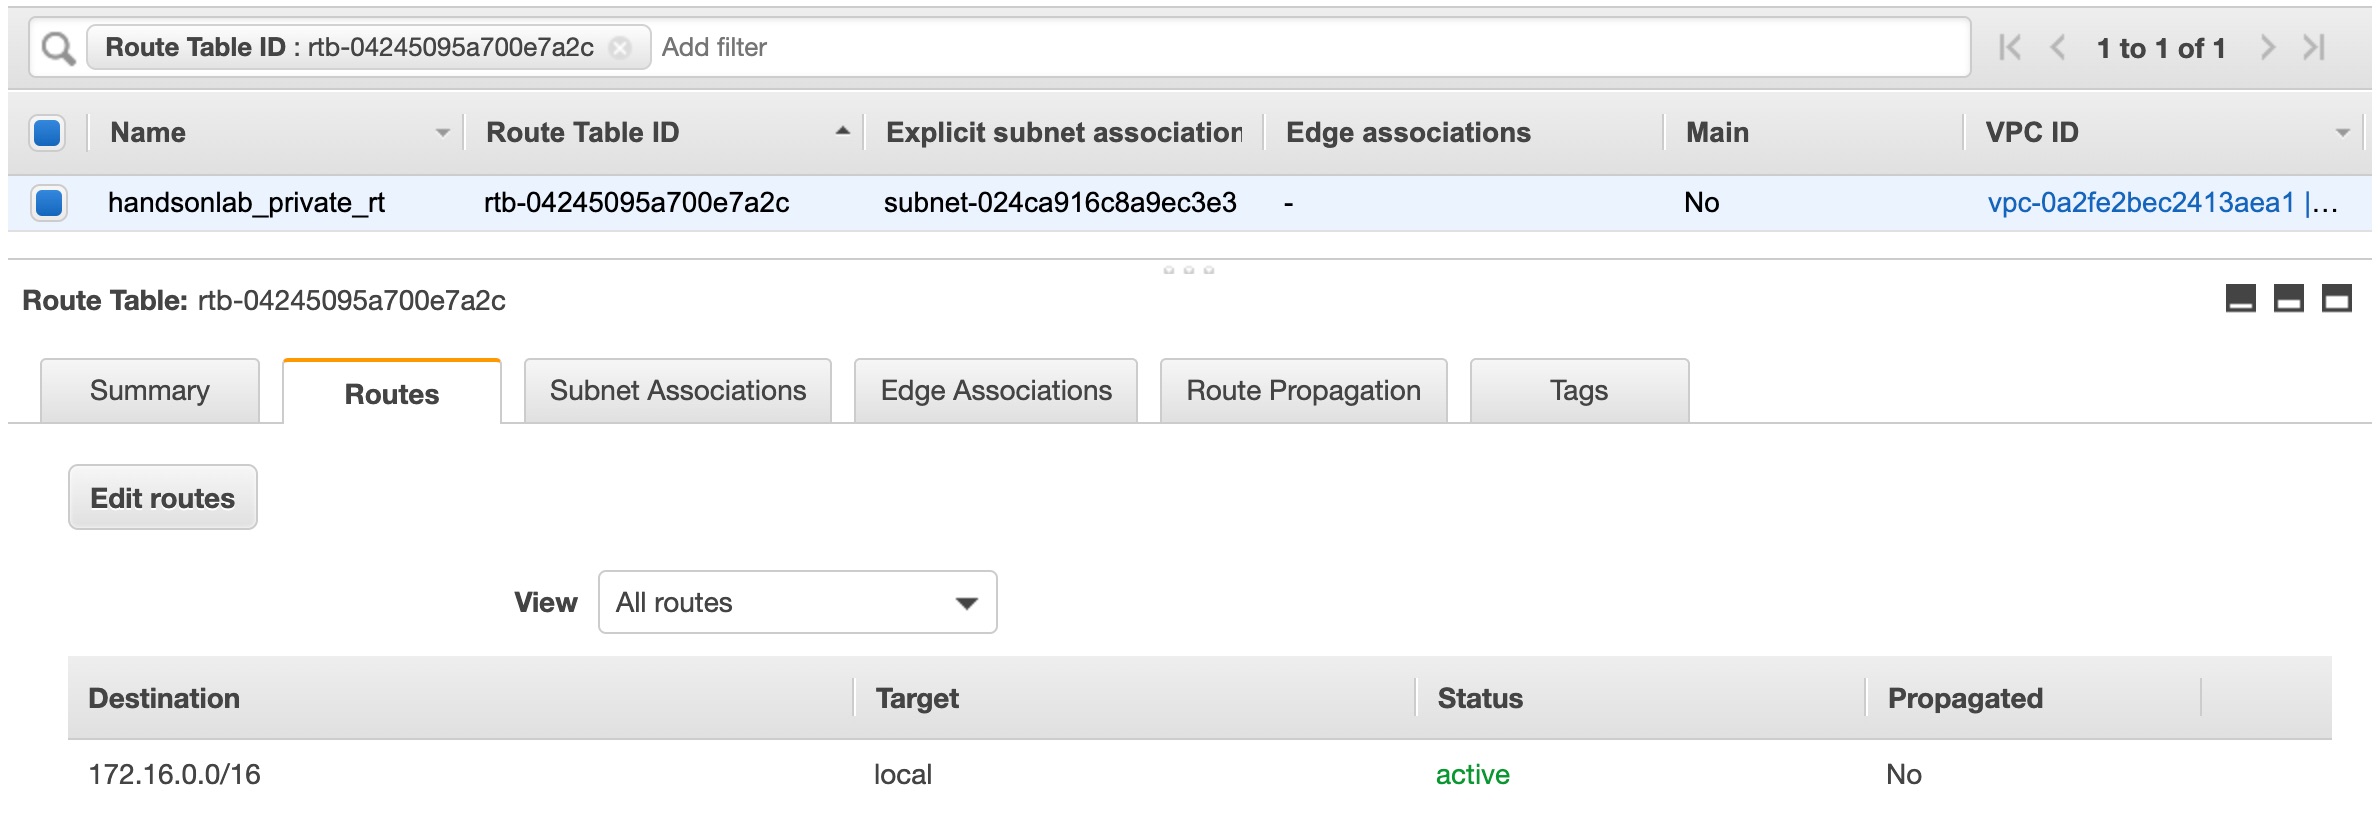 Route Table ID : rtb-04245095a700e7a2c Add filter 1 to 1 of 1
Name Route Table ID Explicit subnet association Edge associations Main VPC ID
handsonlab_private_rt rtb-04245095a700e7a2c subnet-024ca916c8a9ec3e3 - No vpc-0a2fe2bec2413aea1 |...
Route Table: rtb-04245095a700e7a2c
Summary Routes Subnet Associations Edge Associations Route Propagation Tags
Edit routes
View All routes
Destination Target Status Propagated
172.16.0.0/16 local active No